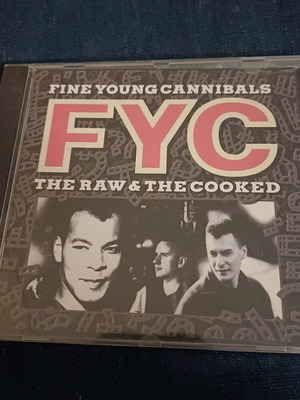 FINE YOUNG CANNIBALS
FYC
THE RAW & THE COOKED